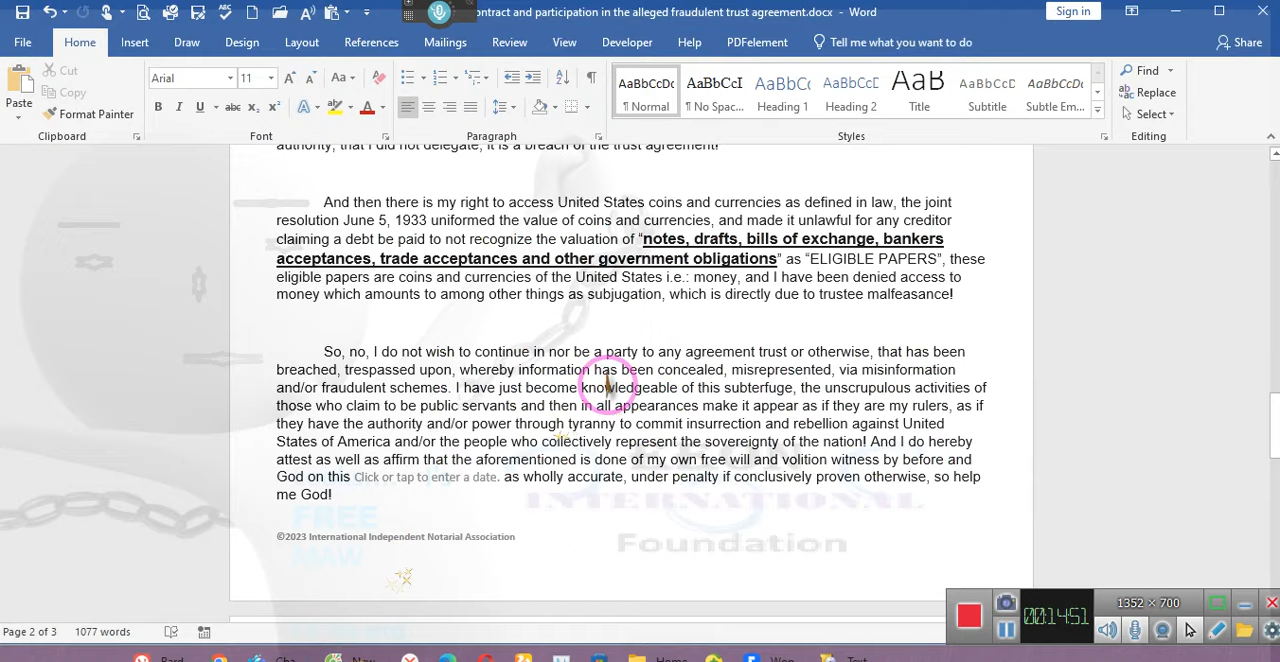 contract and participation in the alleged fraudulent trust agreement.docx - Word
Sign in
File Home Insert Draw Design Layout References Mailings Review View Developer Help PDFelement Tell me what you want to do Share
Paste
Cut
Copy
Format Painter
Arial 11
AaBbCcDc AaBbCcI AaBbCc AaBbCcD AaB AaBbCcD AaBbCcD
¶ Normal ¶ No Spac... Heading 1 Heading 2 Title Subtitle Subtle Em...
Find
Replace
Select
Clipboard Font Paragraph Styles Editing
authority, that I did not delegate, it is a breach of the trust agreement!
And then there is my right to access United States coins and currencies as defined in law, the joint
resolution June 5, 1933 uniformed the value of coins and currencies, and made it unlawful for any creditor
claiming a debt be paid to not recognize the valuation of “notes, drafts, bills of exchange, bankers
acceptances, trade acceptances and other government obligations” as “ELIGIBLE PAPERS”, these
eligible papers are coins and currencies of the United States i.e.: money, and I have been denied access to
money which amounts to among other things as subjugation, which is directly due to trustee malfeasance!
So, no, I do not wish to continue in nor be a party to any agreement trust or otherwise, that has been
breached, trespassed upon, whereby information has been concealed, misrepresented, via misinformation
and/or fraudulent schemes. I have just become knowledgeable of this subterfuge, the unscrupulous activities of
those who claim to be public servants and then in all appearances make it appear as if they are my rulers, as if
they have the authority and/or power through tyranny to commit insurrection and rebellion against United
States of America and/or the people who collectively represent the sovereignty of the nation! And I do hereby
attest as well as affirm that the aforementioned is done of my own free will and volition witness by before and
God on this Click or tap to enter a date. as wholly accurate, under penalty if conclusively proven otherwise, so help
me God!
INTERNATIONAL
FREE
MAW
Foundation
©2023 International Independent Notarial Association
1352 × 700
00:14:51
Page 2 of 3 1077 words
Bard Cha Home Won Text